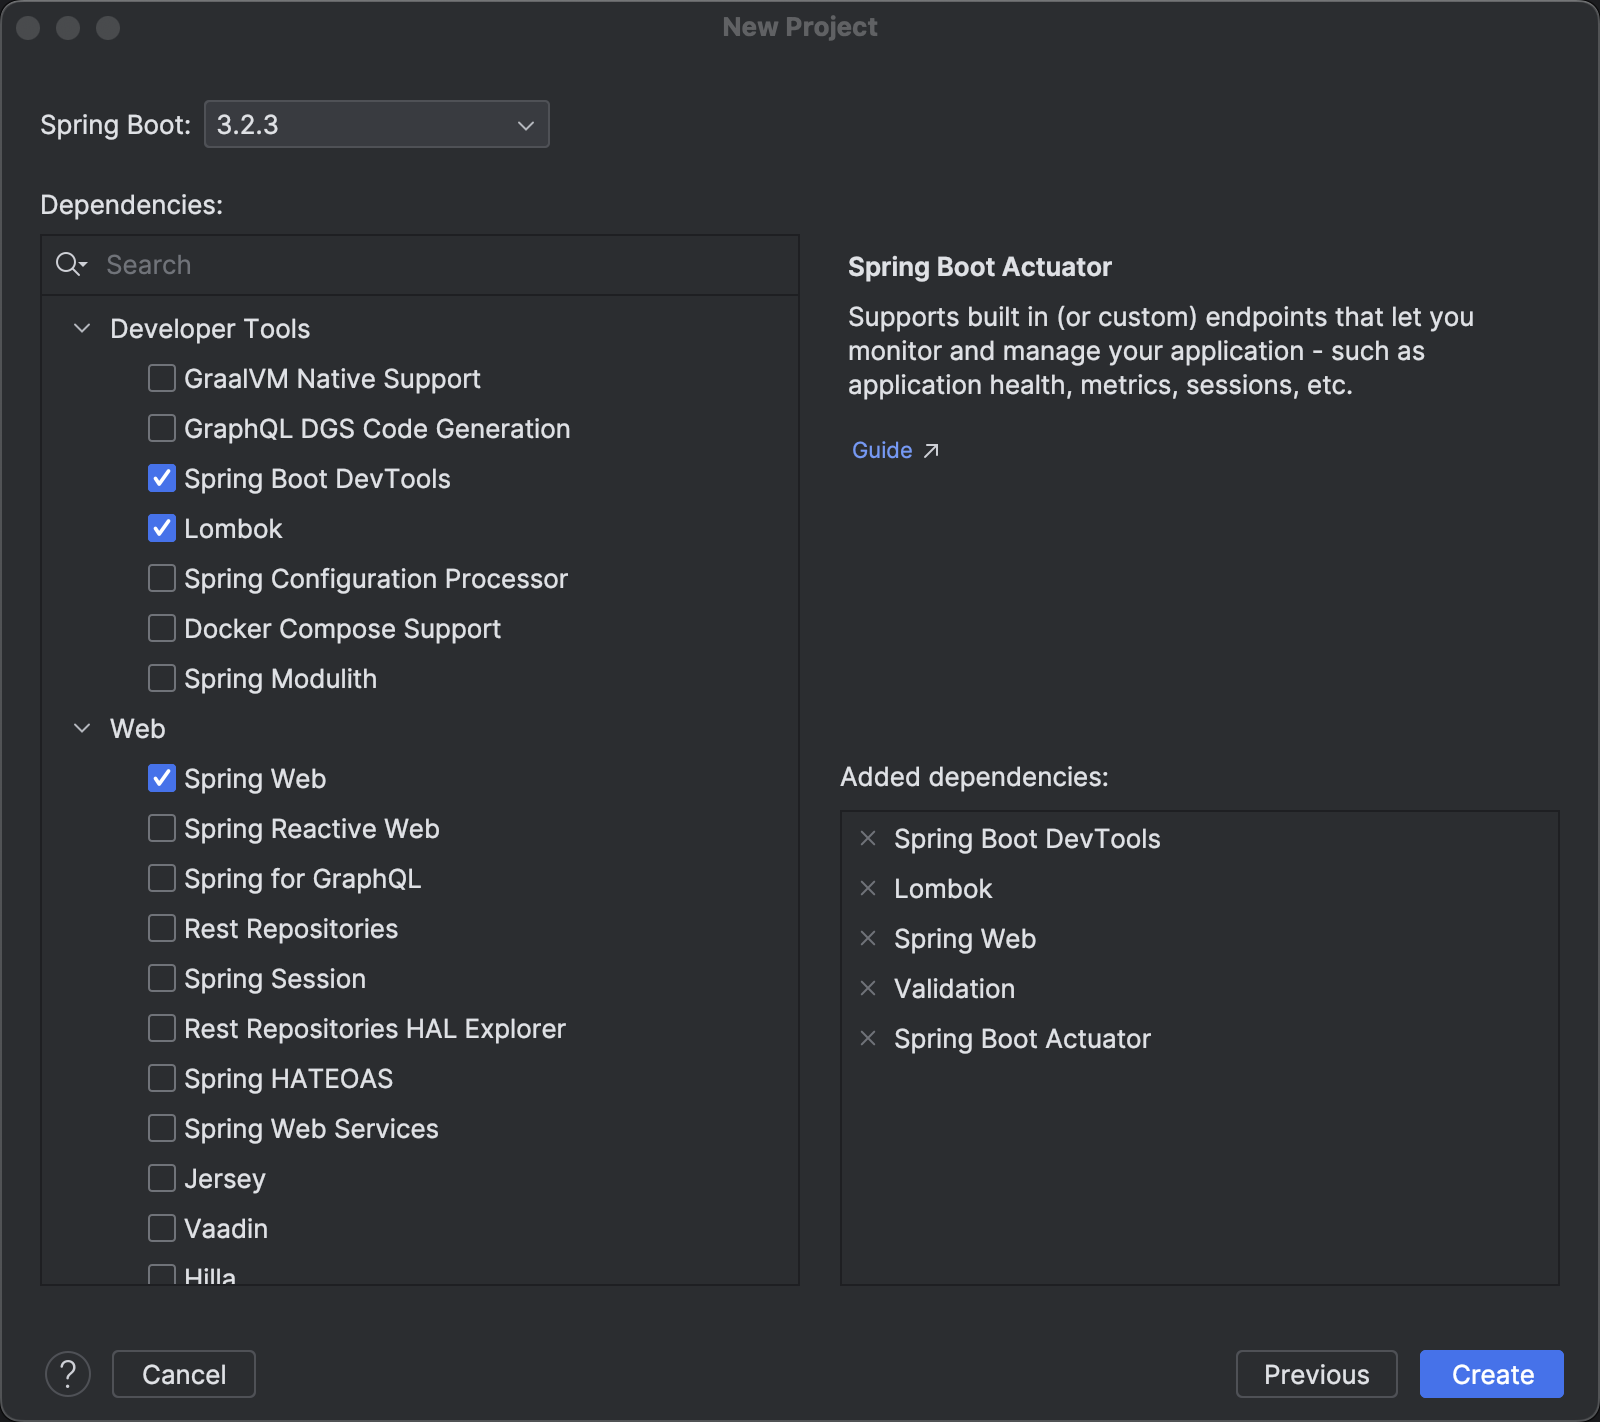 New Project
Spring Boot: 3.2.3
Dependencies:
Search
Developer Tools
GraalVM Native Support
GraphQL DGS Code Generation
Spring Boot DevTools
Lombok
Spring Configuration Processor
Docker Compose Support
Spring Modulith
Web
Spring Web
Spring Reactive Web
Spring for GraphQL
Rest Repositories
Spring Session
Rest Repositories HAL Explorer
Spring HATEOAS
Spring Web Services
Jersey
Vaadin
Hilla
Spring Boot Actuator
Supports built in (or custom) endpoints that let you
monitor and manage your application - such as
application health, metrics, sessions, etc.
Guide ↗
Added dependencies:
Spring Boot DevTools
Lombok
Spring Web
Validation
Spring Boot Actuator
? Cancel Previous Create